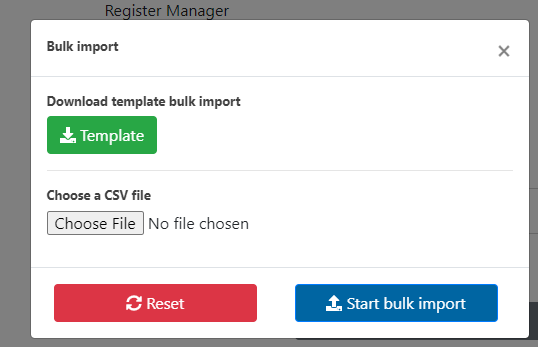 Register Manager
Bulk import
×
Download template bulk import
Template
Choose a CSV file
Choose File No file chosen
Reset
Start bulk import